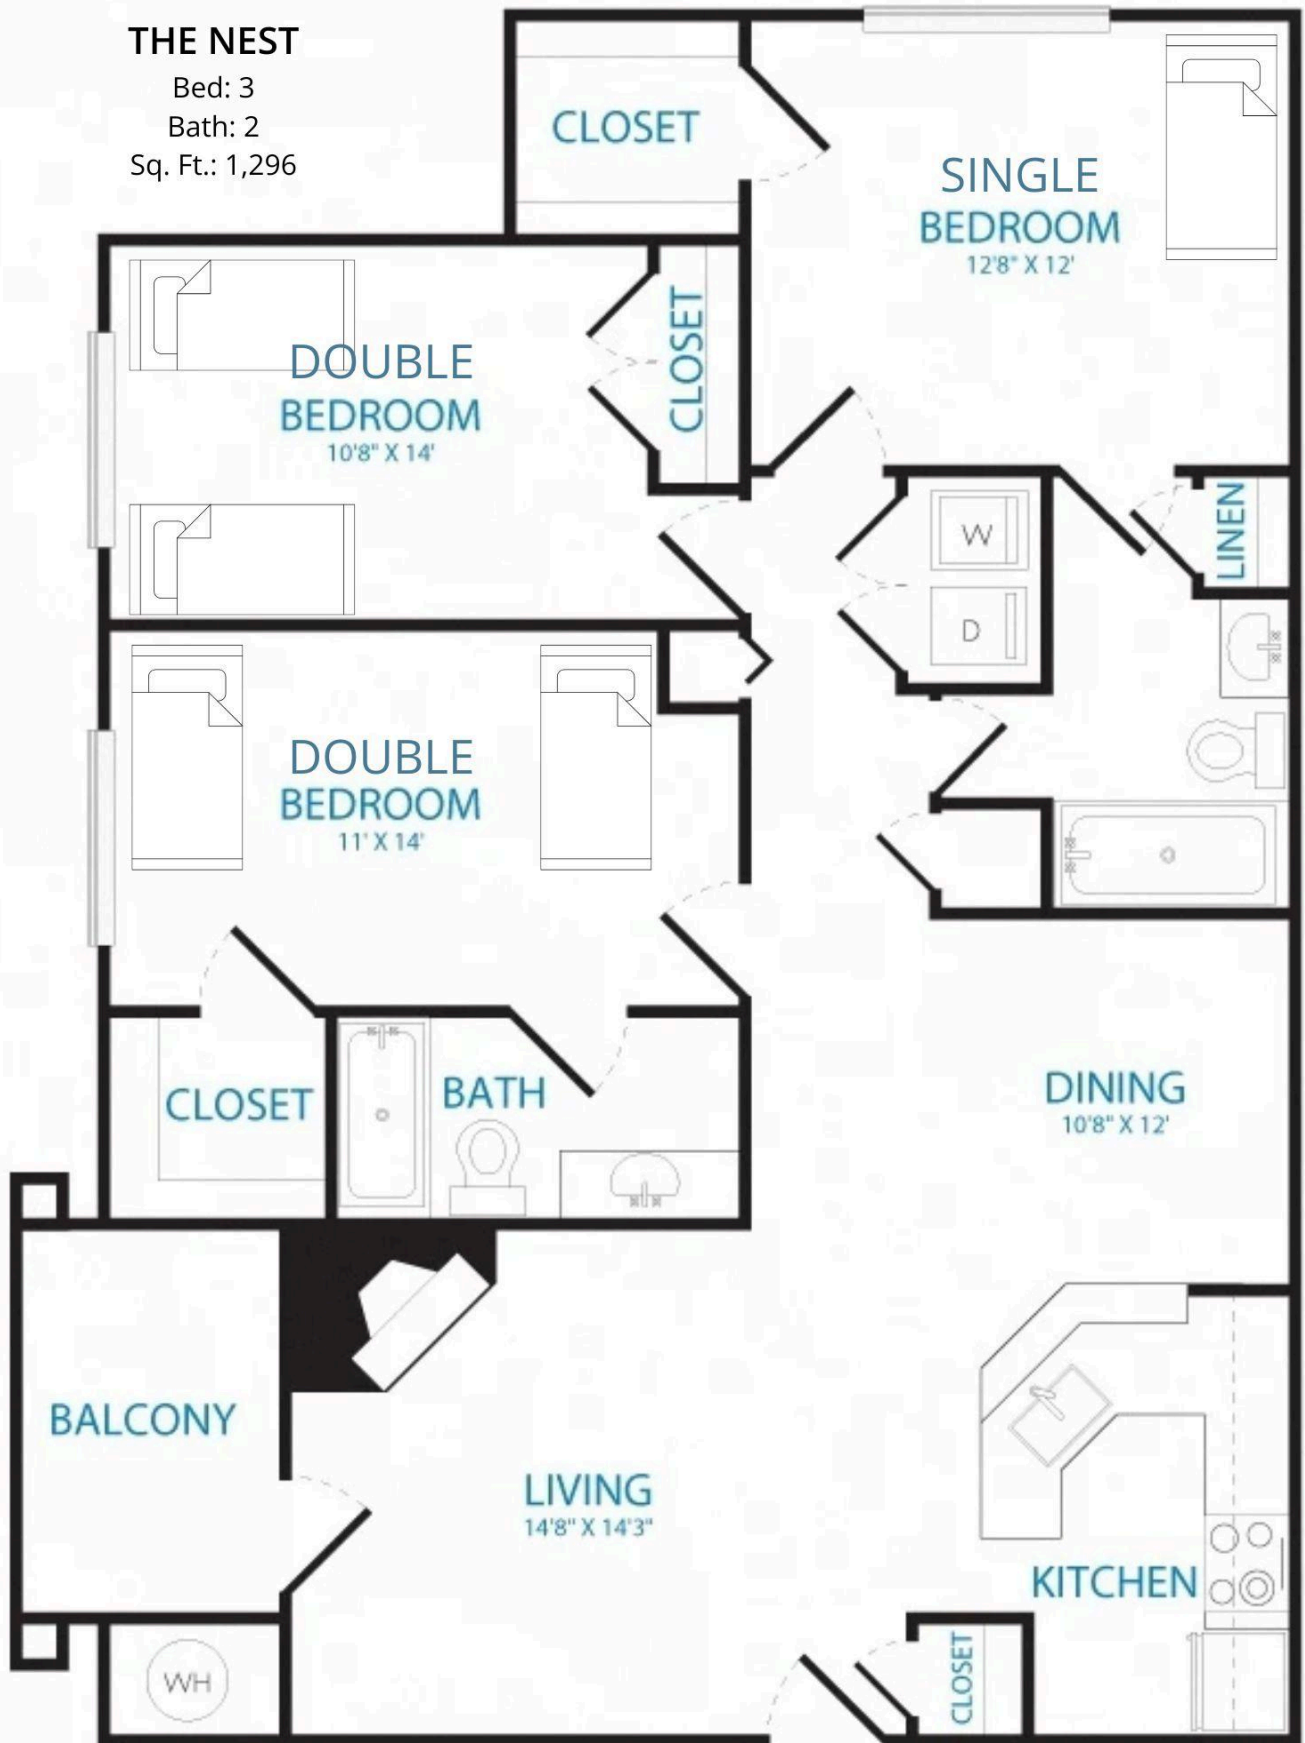 THE NEST
Bed: 3
Bath: 2
Sq. Ft.: 1,296
CLOSET
SINGLE
BEDROOM
12'8" X 12'
DOUBLE
BEDROOM
10'8" X 14'
CLOSET
W
D
LINEN
DOUBLE
BEDROOM
11' X 14'
CLOSET
BATH
DINING
10'8" X 12'
BALCONY
LIVING
14'8" X 14'3"
KITCHEN
CLOSET
WH